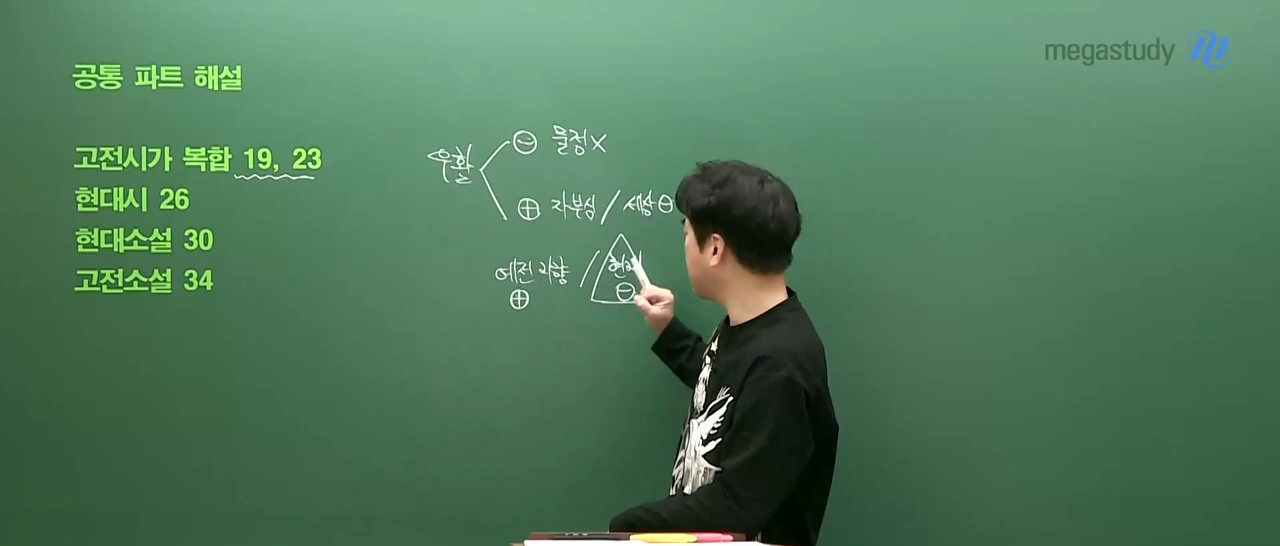 megastudy
공통 파트 해설
고전시가 복합 19, 23
현대시 26
현대소설 30
고전소설 34
우활
⊖ 물정×
⊕ 자부심 / 세상⊖
예전 지향 /
⊕
⊖